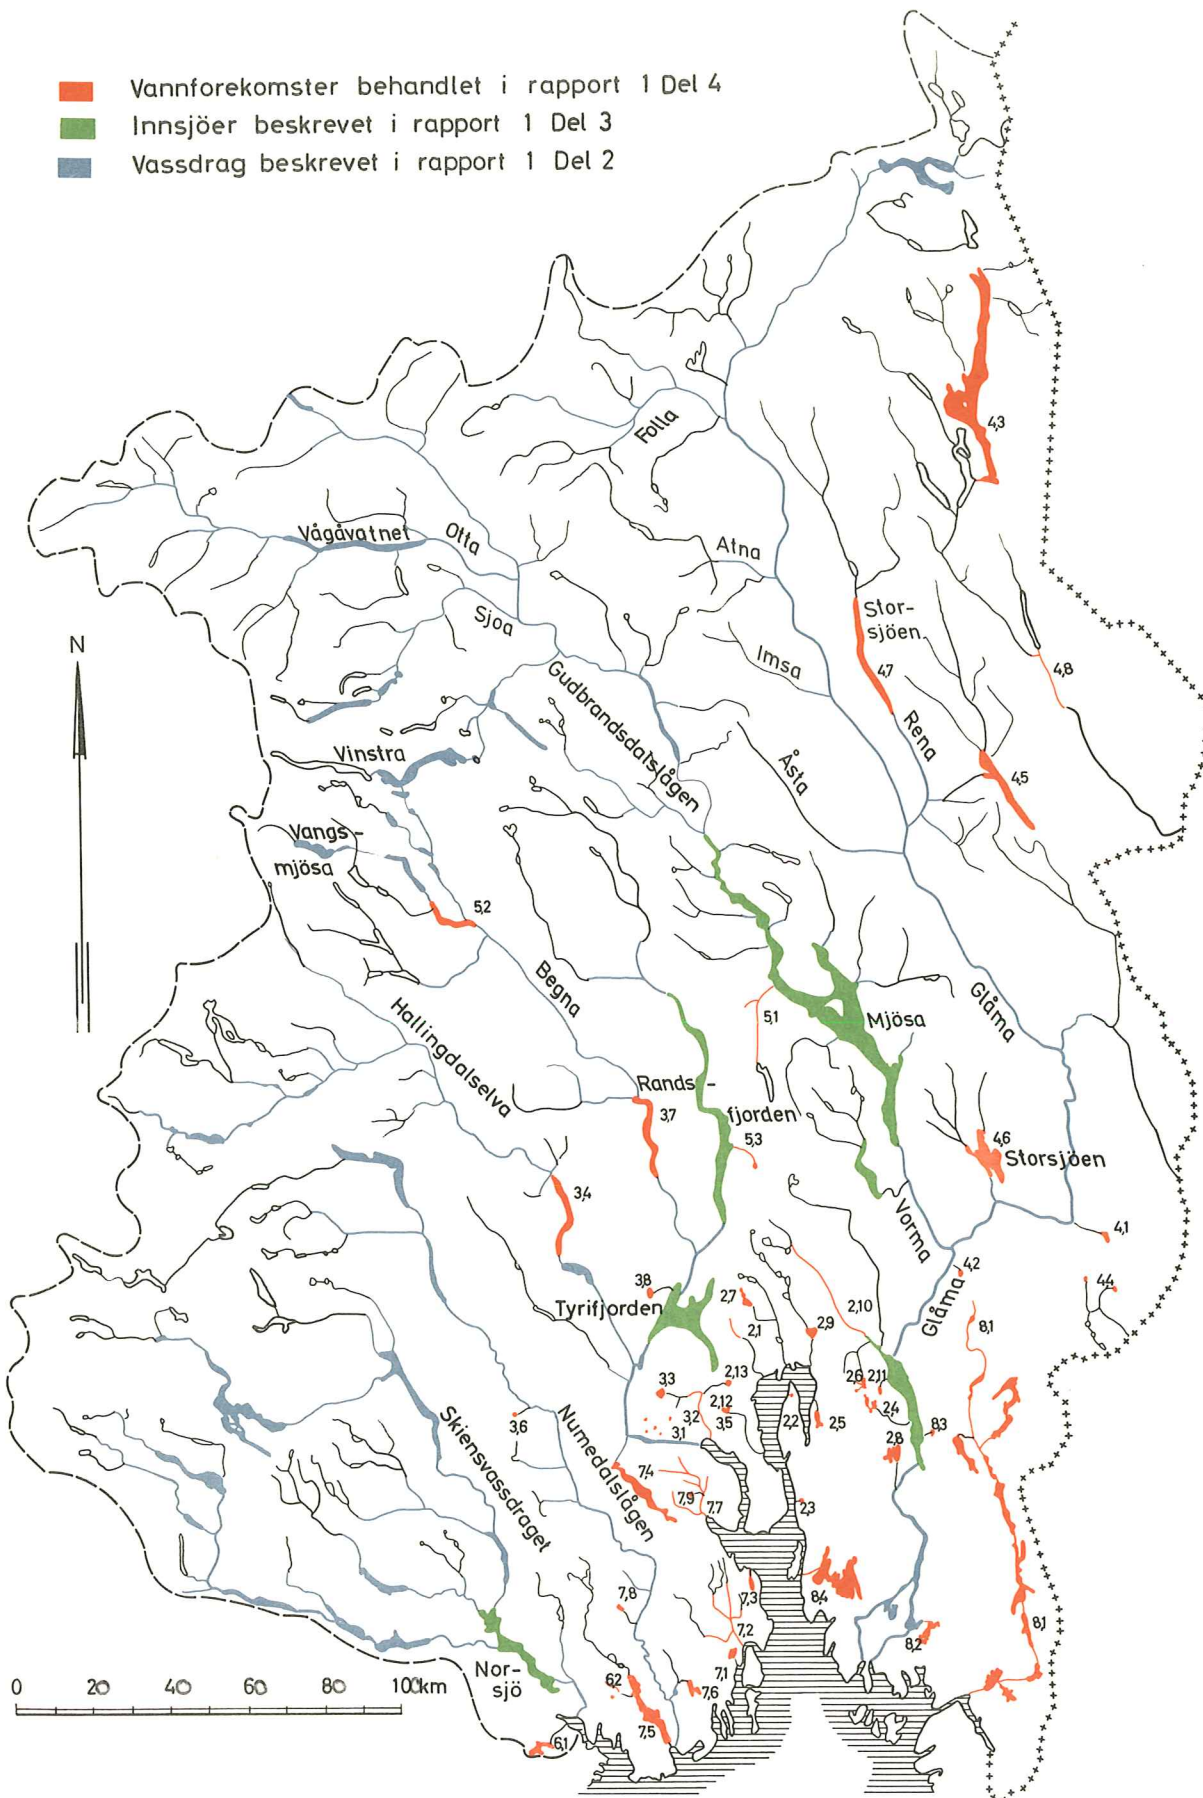 Vannforekomster behandlet i rapport 1 Del 4
Innsjöer beskrevet i rapport 1 Del 3
Vassdrag beskrevet i rapport 1 Del 2
4,3
Folla
Vågåvatnet
Otta
Atna
Stor-
sjöen
Sjoa
Imsa
4,7
4,8
N
Gudbrandsdalslågen
Rena
Vinstra
Åsta
4,5
Vangs-
mjösa
5,2
Begna
Glåma
Hallingdalselva
5,1
Mjösa
Rands-
fjorden
3,7
5,3
4,6
Storsjöen
3,4
Vorma
4,1
4,2
3,8
2,7
Glåma
4,4
Tyrifjorden
2,10
2,1
2,9
8,1
3,3
2,13
2,6
2,11
2,12
2,4
3,6
3,2
3,5
2,2
2,5
8,3
3,1
2,8
Skiensvassdraget
Numedalslågen
7,4
7,9
7,7
2,3
7,8
7,3
8,4
7,2
8,1
8,2
Nor-
sjö
7,1
6,2
7,6
0 20 40 60 80 100 km
7,5
6,1